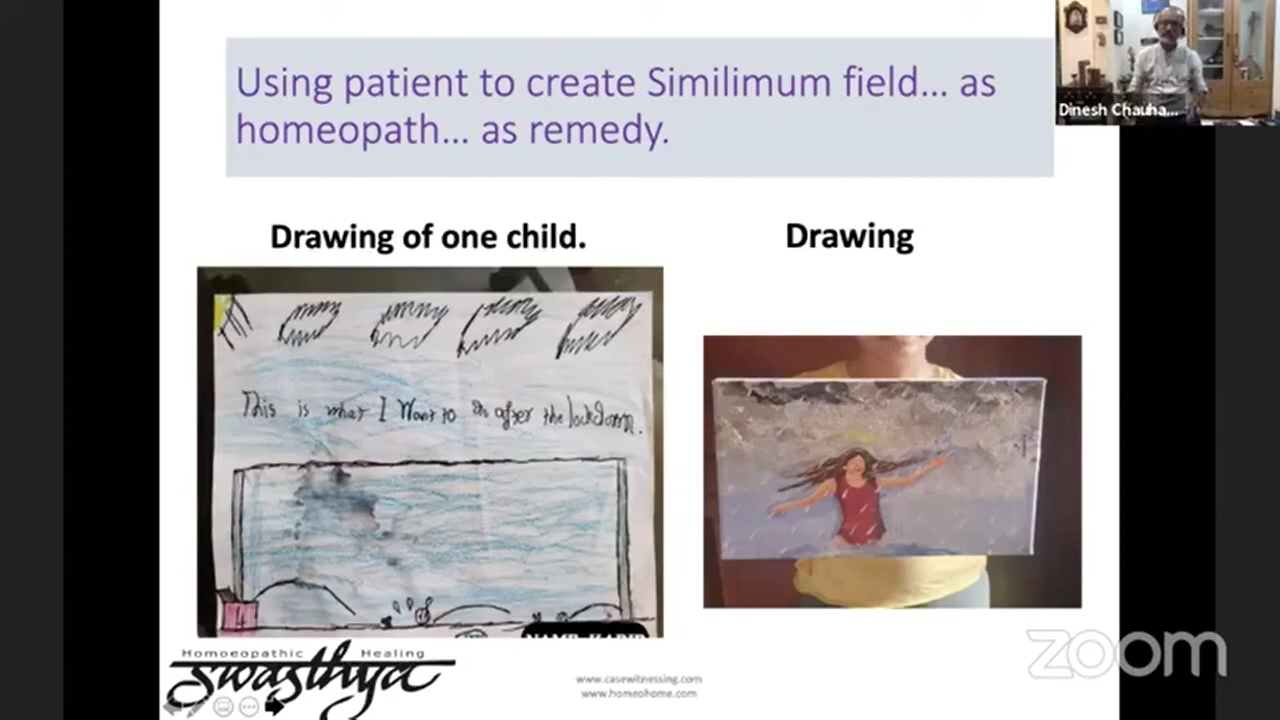 Using patient to create Similimum field... as
homeopath... as remedy.
Dinesh Chauha...
Drawing of one child.
Drawing
This is what I Want to after the lockdown.
4
Homoeopathic Healing
swasthya
www.casewitnessing.com
www.homeohome.com
zoom